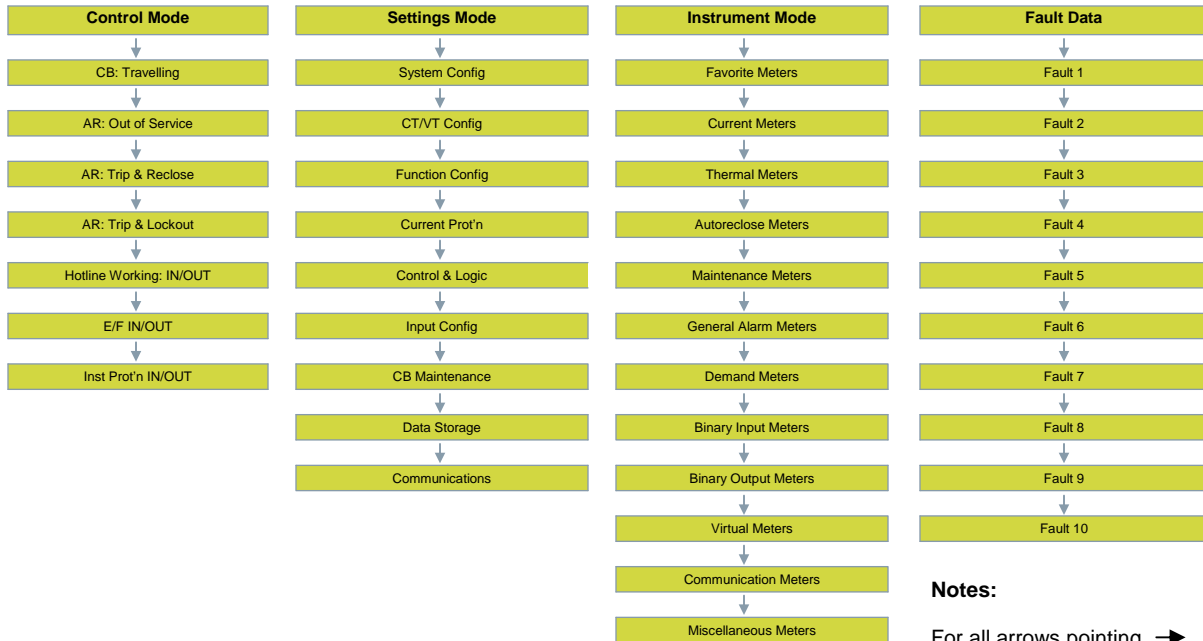 Control Mode
CB: Travelling
AR: Out of Service
AR: Trip & Reclose
AR: Trip & Lockout
Hotline Working: IN/OUT
E/F IN/OUT
Inst Prot'n IN/OUT
Settings Mode
System Config
CT/VT Config
Function Config
Current Prot'n
Control & Logic
Input Config
CB Maintenance
Data Storage
Communications
Instrument Mode
Favorite Meters
Current Meters
Thermal Meters
Autoreclose Meters
Maintenance Meters
General Alarm Meters
Demand Meters
Binary Input Meters
Binary Output Meters
Virtual Meters
Communication Meters
Miscellaneous Meters
Fault Data
Fault 1
Fault 2
Fault 3
Fault 4
Fault 5
Fault 6
Fault 7
Fault 8
Fault 9
Fault 10
Notes:
For all arrows pointing